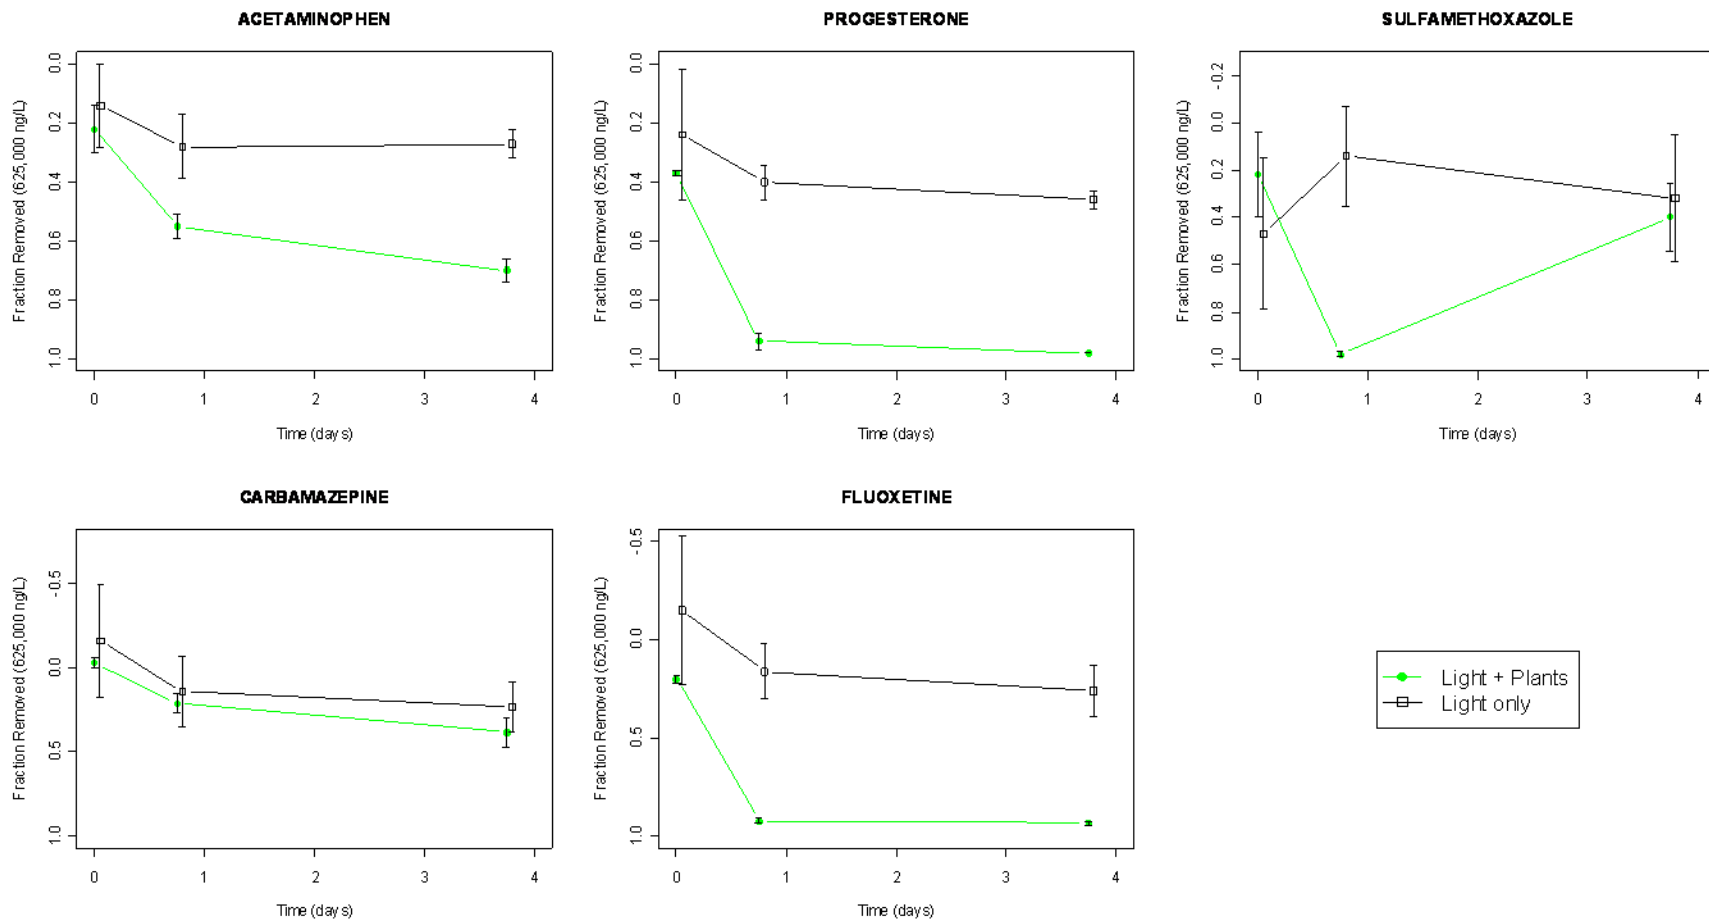 ACETAMINOPHEN
Fraction Removed (625,000 ng/L)
0.0
0.2
0.4
0.6
0.8
1.0
0 1 2 3 4
Time (days)
PROGESTERONE
Fraction Removed (625,000 ng/L)
0.0
0.2
0.4
0.6
0.8
1.0
0 1 2 3 4
Time (days)
SULFAMETHOXAZOLE
Fraction Removed (625,000 ng/L)
-0.2
0.0
0.2
0.4
0.6
0.8
1.0
0 1 2 3 4
Time (days)
CARBAMAZEPINE
Fraction Removed (625,000 ng/L)
-0.5
0.0
0.5
1.0
0 1 2 3 4
Time (days)
FLUOXETINE
Fraction Removed (625,000 ng/L)
-0.5
0.0
0.5
1.0
0 1 2 3 4
Time (days)
Light + Plants
Light only